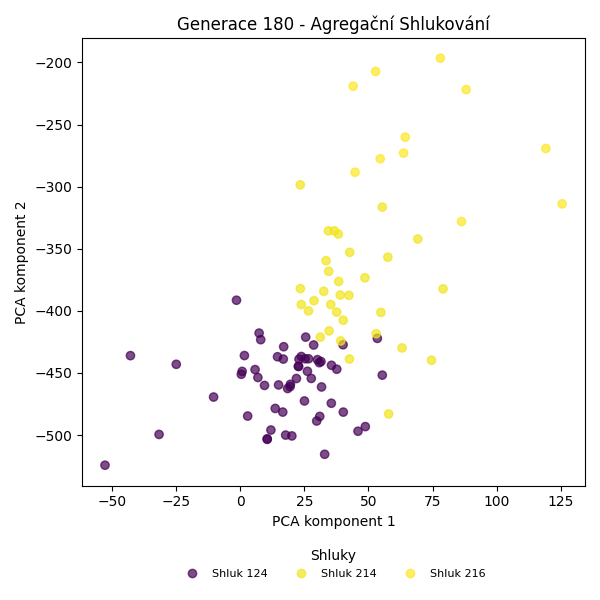 Generace 180 - Agregační Shlukování
PCA komponent 2
−200
−250
−300
−350
−400
−450
−500
−50
−25
0
25
50
75
100
125
PCA komponent 1
Shluky
Shluk 124
Shluk 214
Shluk 216